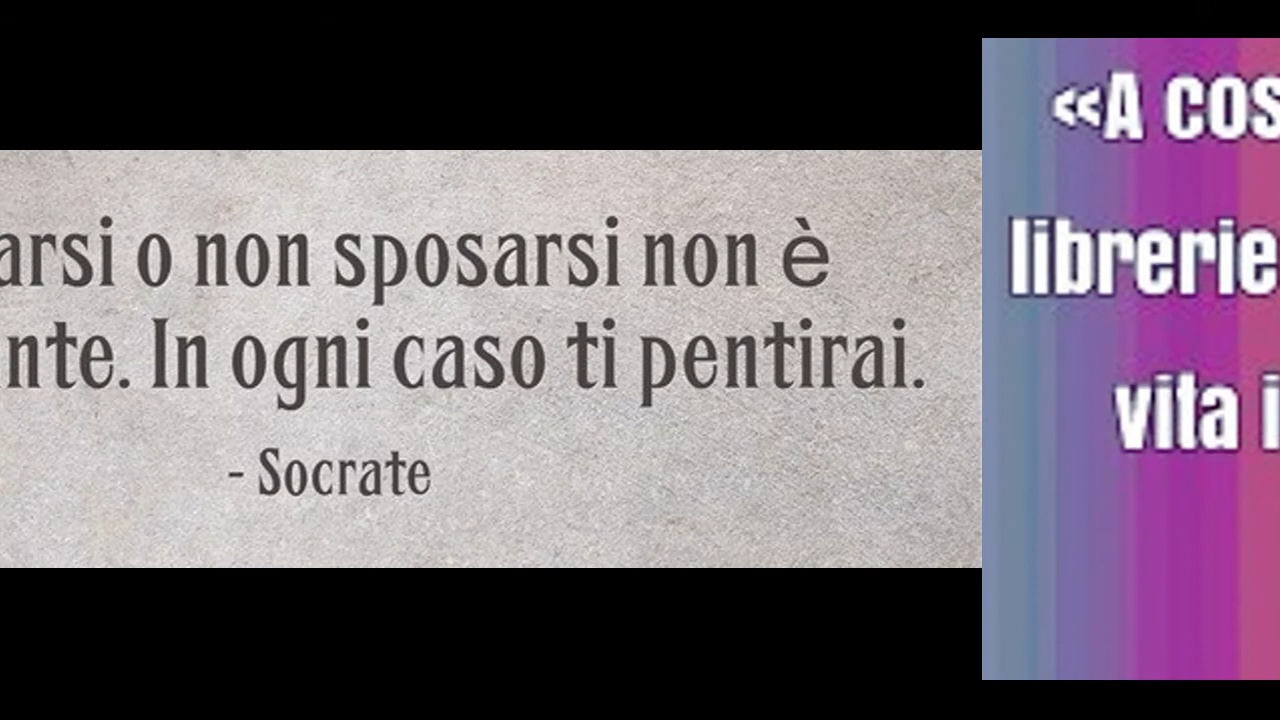 arsi o non sposarsi non è
nte. In ogni caso ti pentirai.
- Socrate
«A cos
librerie
vita i